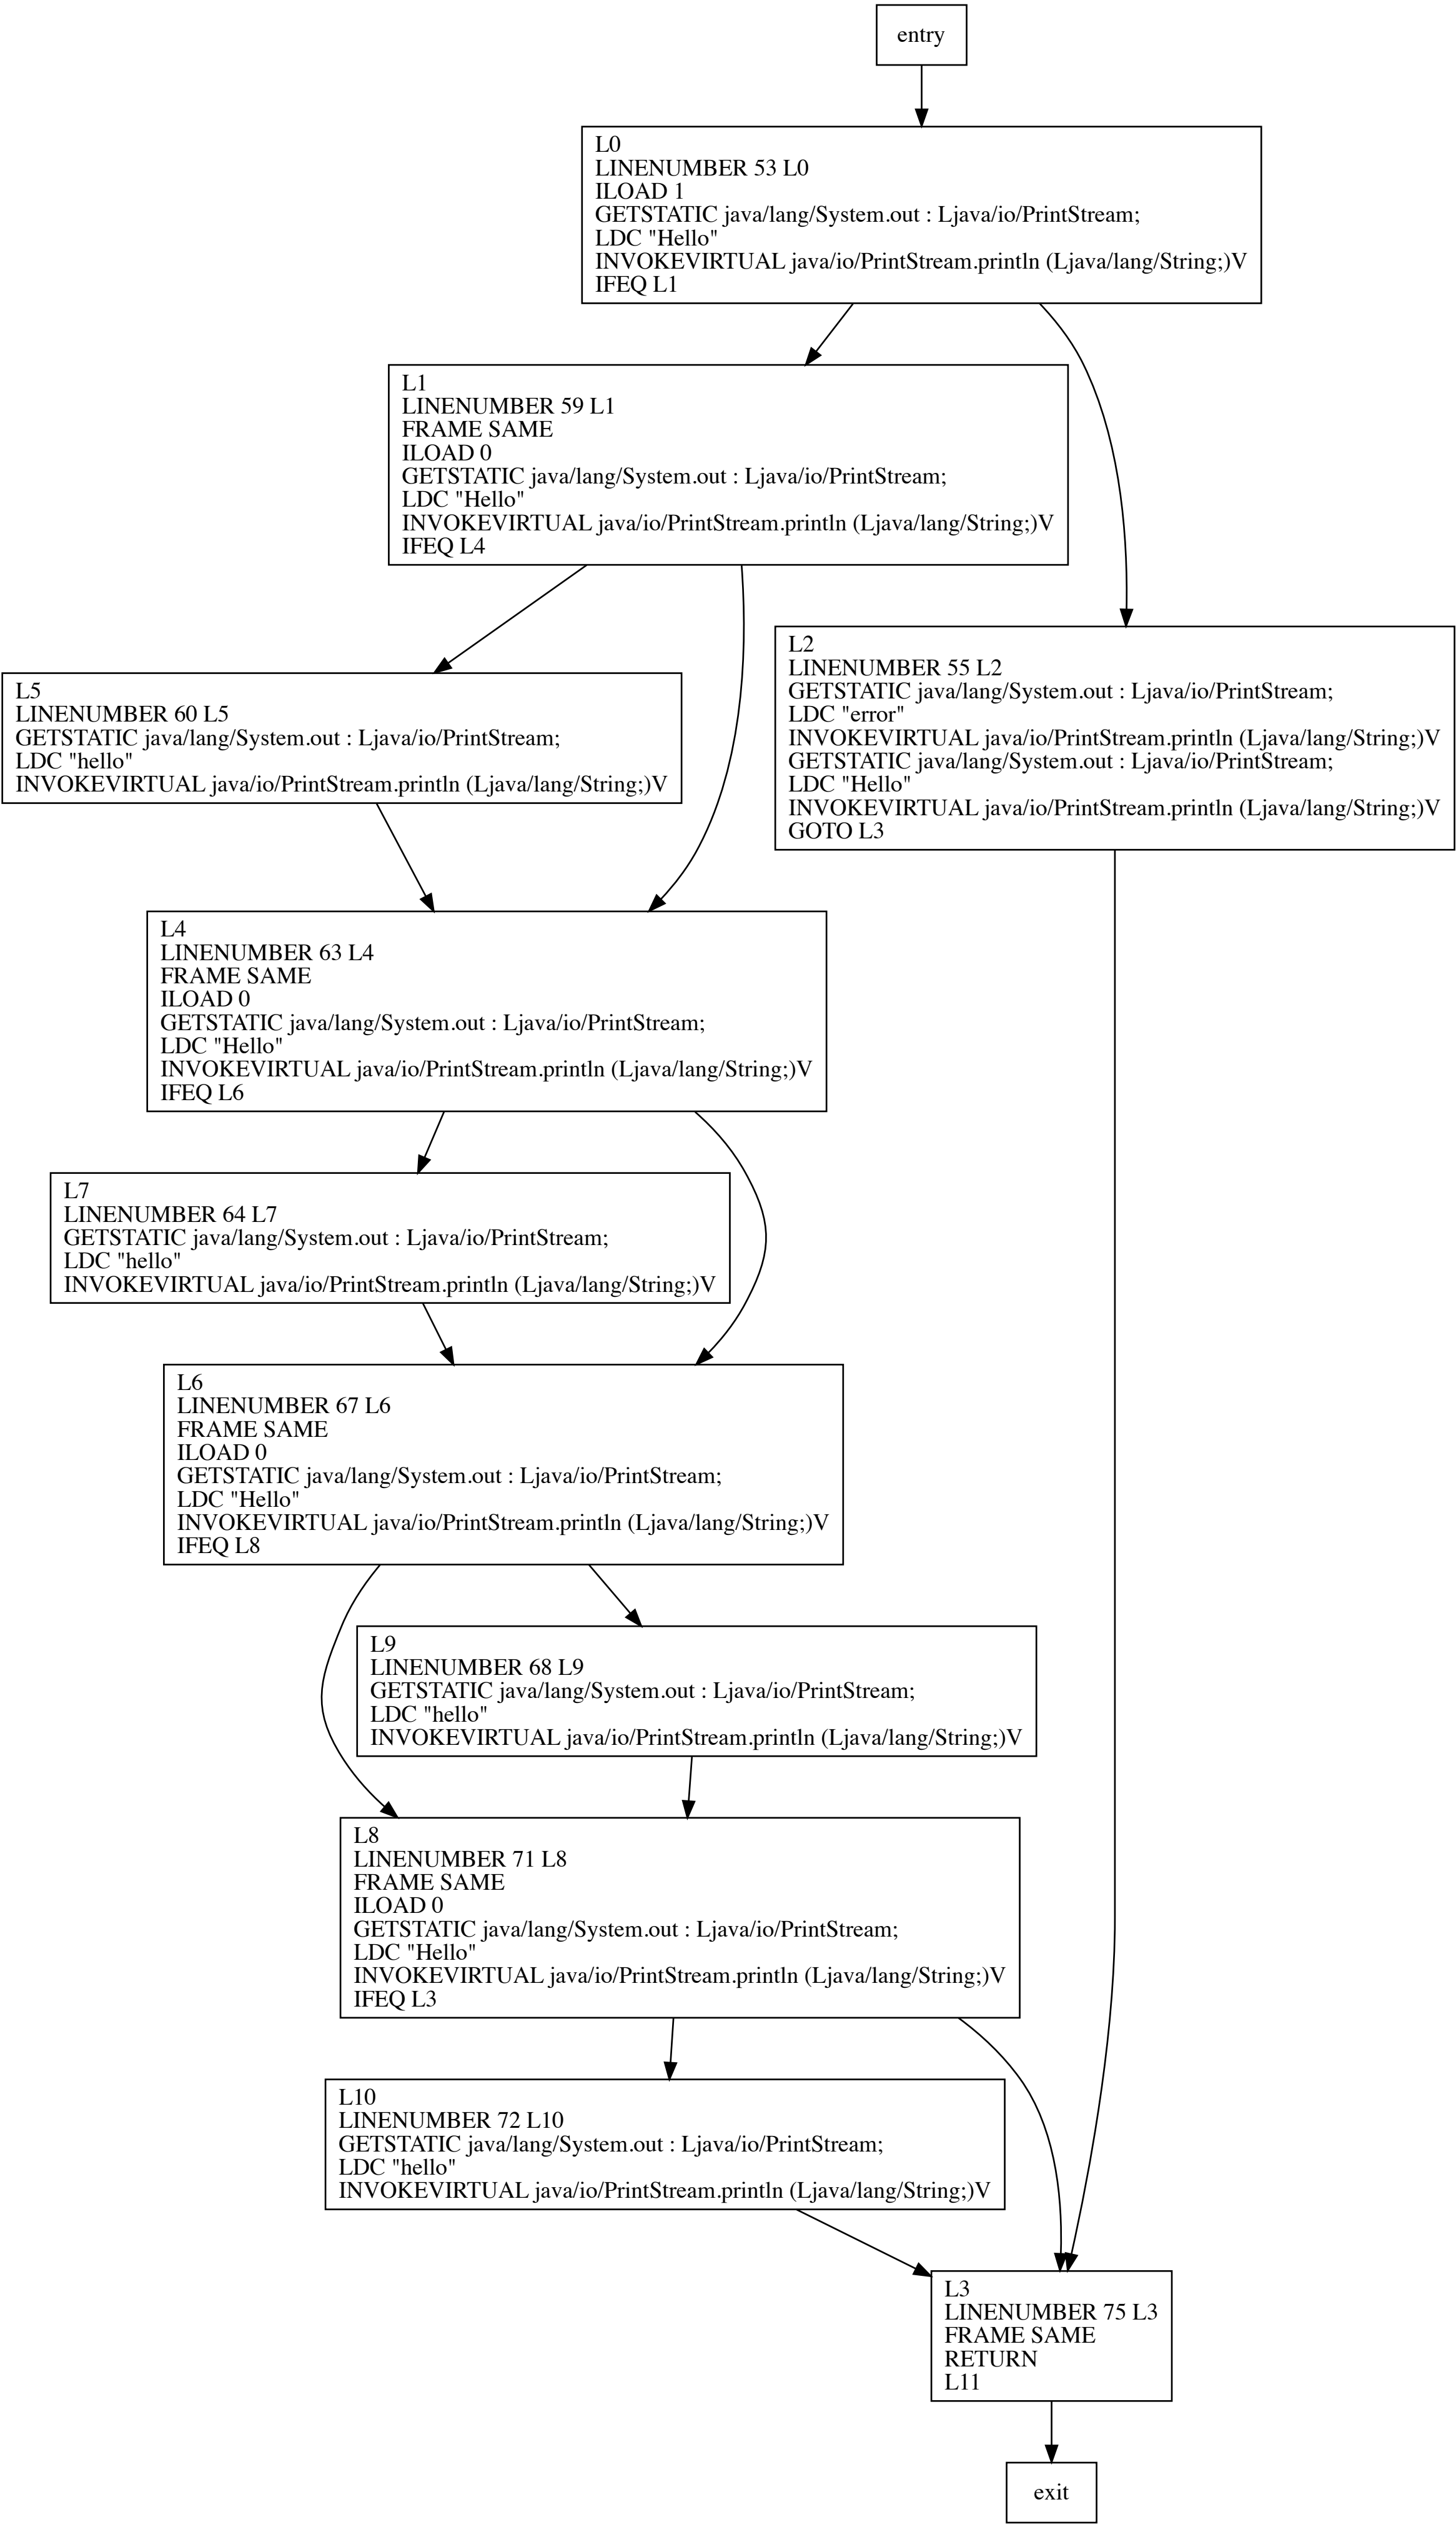 entry
L0
LINENUMBER 53 L0
ILOAD 1
GETSTATIC java/lang/System.out : Ljava/io/PrintStream;
LDC "Hello"
INVOKEVIRTUAL java/io/PrintStream.println (Ljava/lang/String;)V
IFEQ L1
L1
LINENUMBER 59 L1
FRAME SAME
ILOAD 0
GETSTATIC java/lang/System.out : Ljava/io/PrintStream;
LDC "Hello"
INVOKEVIRTUAL java/io/PrintStream.println (Ljava/lang/String;)V
IFEQ L4
L2
LINENUMBER 55 L2
GETSTATIC java/lang/System.out : Ljava/io/PrintStream;
LDC "error"
INVOKEVIRTUAL java/io/PrintStream.println (Ljava/lang/String;)V
GETSTATIC java/lang/System.out : Ljava/io/PrintStream;
LDC "Hello"
INVOKEVIRTUAL java/io/PrintStream.println (Ljava/lang/String;)V
GOTO L3
L5
LINENUMBER 60 L5
GETSTATIC java/lang/System.out : Ljava/io/PrintStream;
LDC "hello"
INVOKEVIRTUAL java/io/PrintStream.println (Ljava/lang/String;)V
L4
LINENUMBER 63 L4
FRAME SAME
ILOAD 0
GETSTATIC java/lang/System.out : Ljava/io/PrintStream;
LDC "Hello"
INVOKEVIRTUAL java/io/PrintStream.println (Ljava/lang/String;)V
IFEQ L6
L7
LINENUMBER 64 L7
GETSTATIC java/lang/System.out : Ljava/io/PrintStream;
LDC "hello"
INVOKEVIRTUAL java/io/PrintStream.println (Ljava/lang/String;)V
L6
LINENUMBER 67 L6
FRAME SAME
ILOAD 0
GETSTATIC java/lang/System.out : Ljava/io/PrintStream;
LDC "Hello"
INVOKEVIRTUAL java/io/PrintStream.println (Ljava/lang/String;)V
IFEQ L8
L9
LINENUMBER 68 L9
GETSTATIC java/lang/System.out : Ljava/io/PrintStream;
LDC "hello"
INVOKEVIRTUAL java/io/PrintStream.println (Ljava/lang/String;)V
L8
LINENUMBER 71 L8
FRAME SAME
ILOAD 0
GETSTATIC java/lang/System.out : Ljava/io/PrintStream;
LDC "Hello"
INVOKEVIRTUAL java/io/PrintStream.println (Ljava/lang/String;)V
IFEQ L3
L10
LINENUMBER 72 L10
GETSTATIC java/lang/System.out : Ljava/io/PrintStream;
LDC "hello"
INVOKEVIRTUAL java/io/PrintStream.println (Ljava/lang/String;)V
L3
LINENUMBER 75 L3
FRAME SAME
RETURN
L11
exit